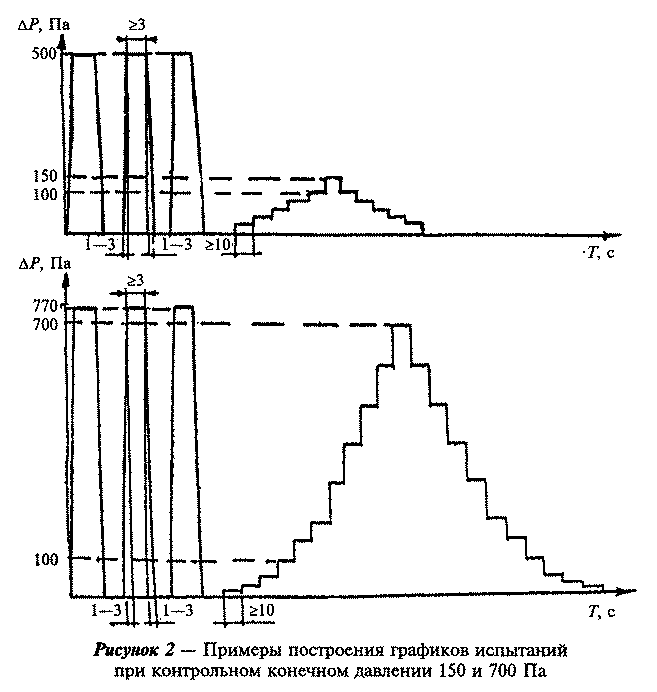 ΔP, Па
≥3
500
150
100
1—3
1—3
≥10
T, с
ΔP, Па
≥3
770
700
100
1—3
1—3
≥10
T, с
Рисунок 2 — Примеры построения графиков испытаний
при контрольном конечном давлении 150 и 700 Па